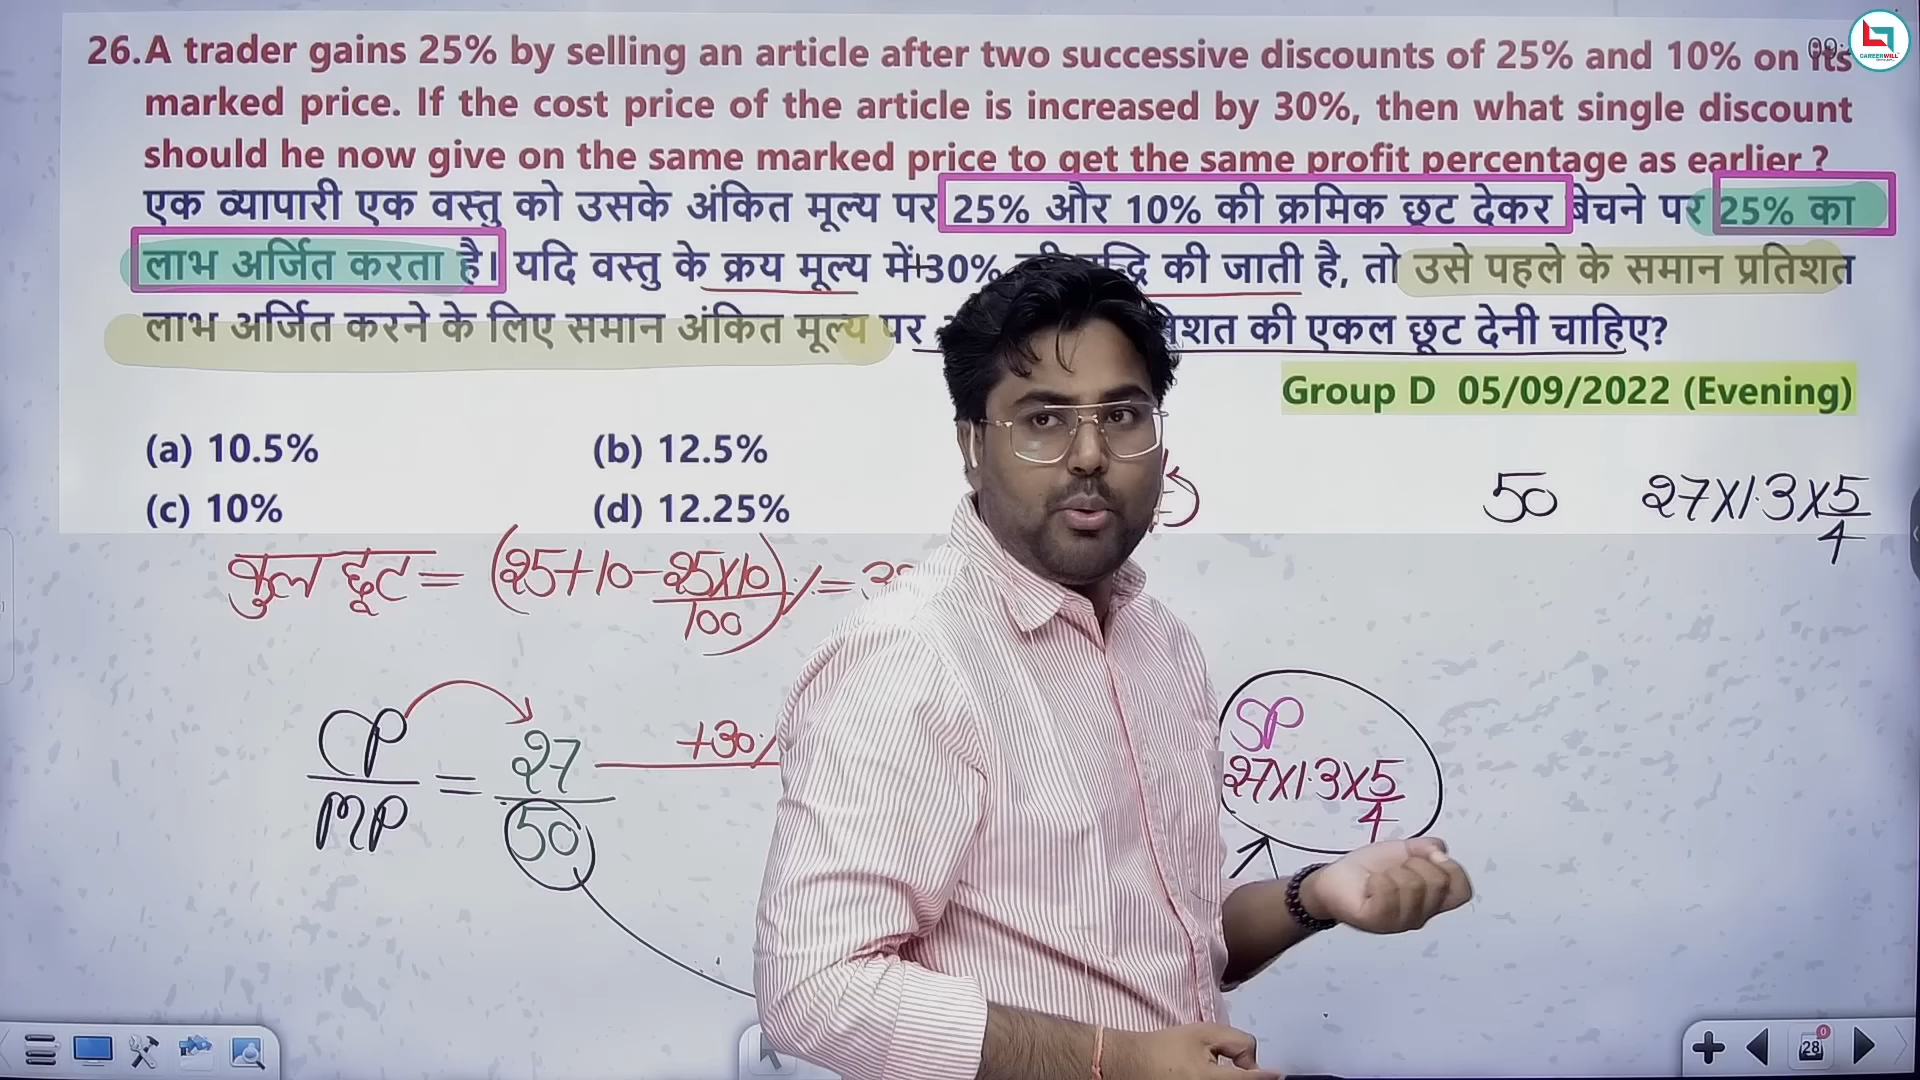 26. A trader gains 25% by selling an article after two successive discounts of 25% and 10% on its
marked price. If the cost price of the article is increased by 30%, then what single discount
should he now give on the same marked price to get the same profit percentage as earlier ?
एक व्यापारी एक वस्तु को उसके अंकित मूल्य पर 25% और 10% की क्रमिक छूट देकर बेचने पर 25% का
लाभ अर्जित करता है। यदि वस्तु के क्रय मूल्य में 30% की जाती है, तो उसे पहले के समान प्रतिशत
लाभ अर्जित करने के लिए समान अंकित मूल्य पर की एकल छूट देनी चाहिए?
Group D 05/09/2022 (Evening)
(a) 10.5% (b) 12.5%
(c) 10% (d) 12.25%
50 27×1.3×5/4
कुल छूट = (25+10-25×10/100)% =
CP/MP = 27/50 +30%
SP
27×1.3×5/4
CAREERWILL
28
0